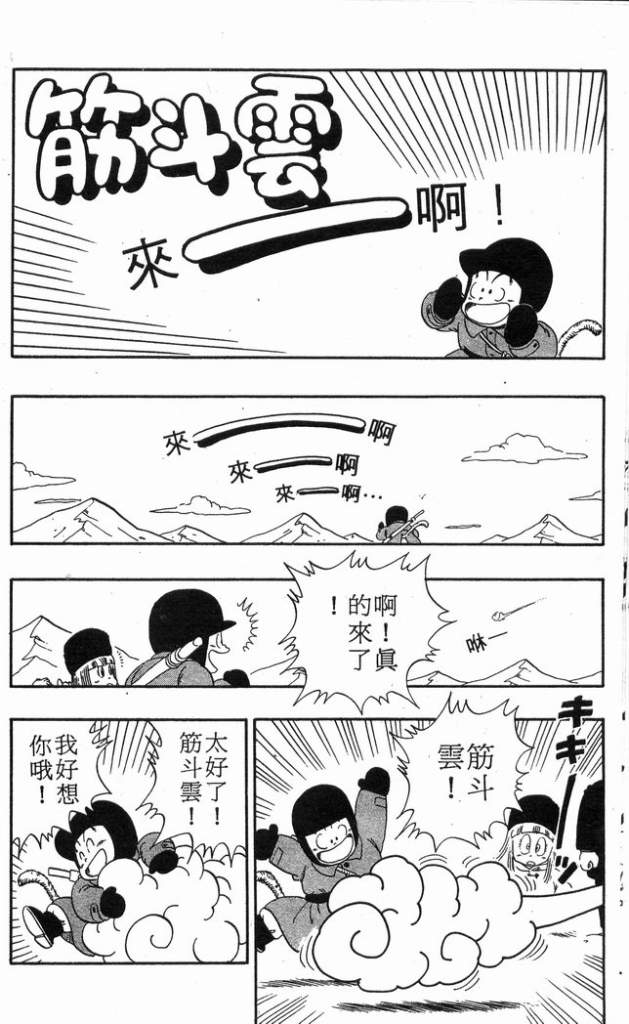 筋斗雲
來——啊！
來——啊
來——啊
來——啊…
咻—
啊！眞
的來了
！
キキーッ
筋斗
雲！
太好了！
筋斗雲！
我好想
你哦！